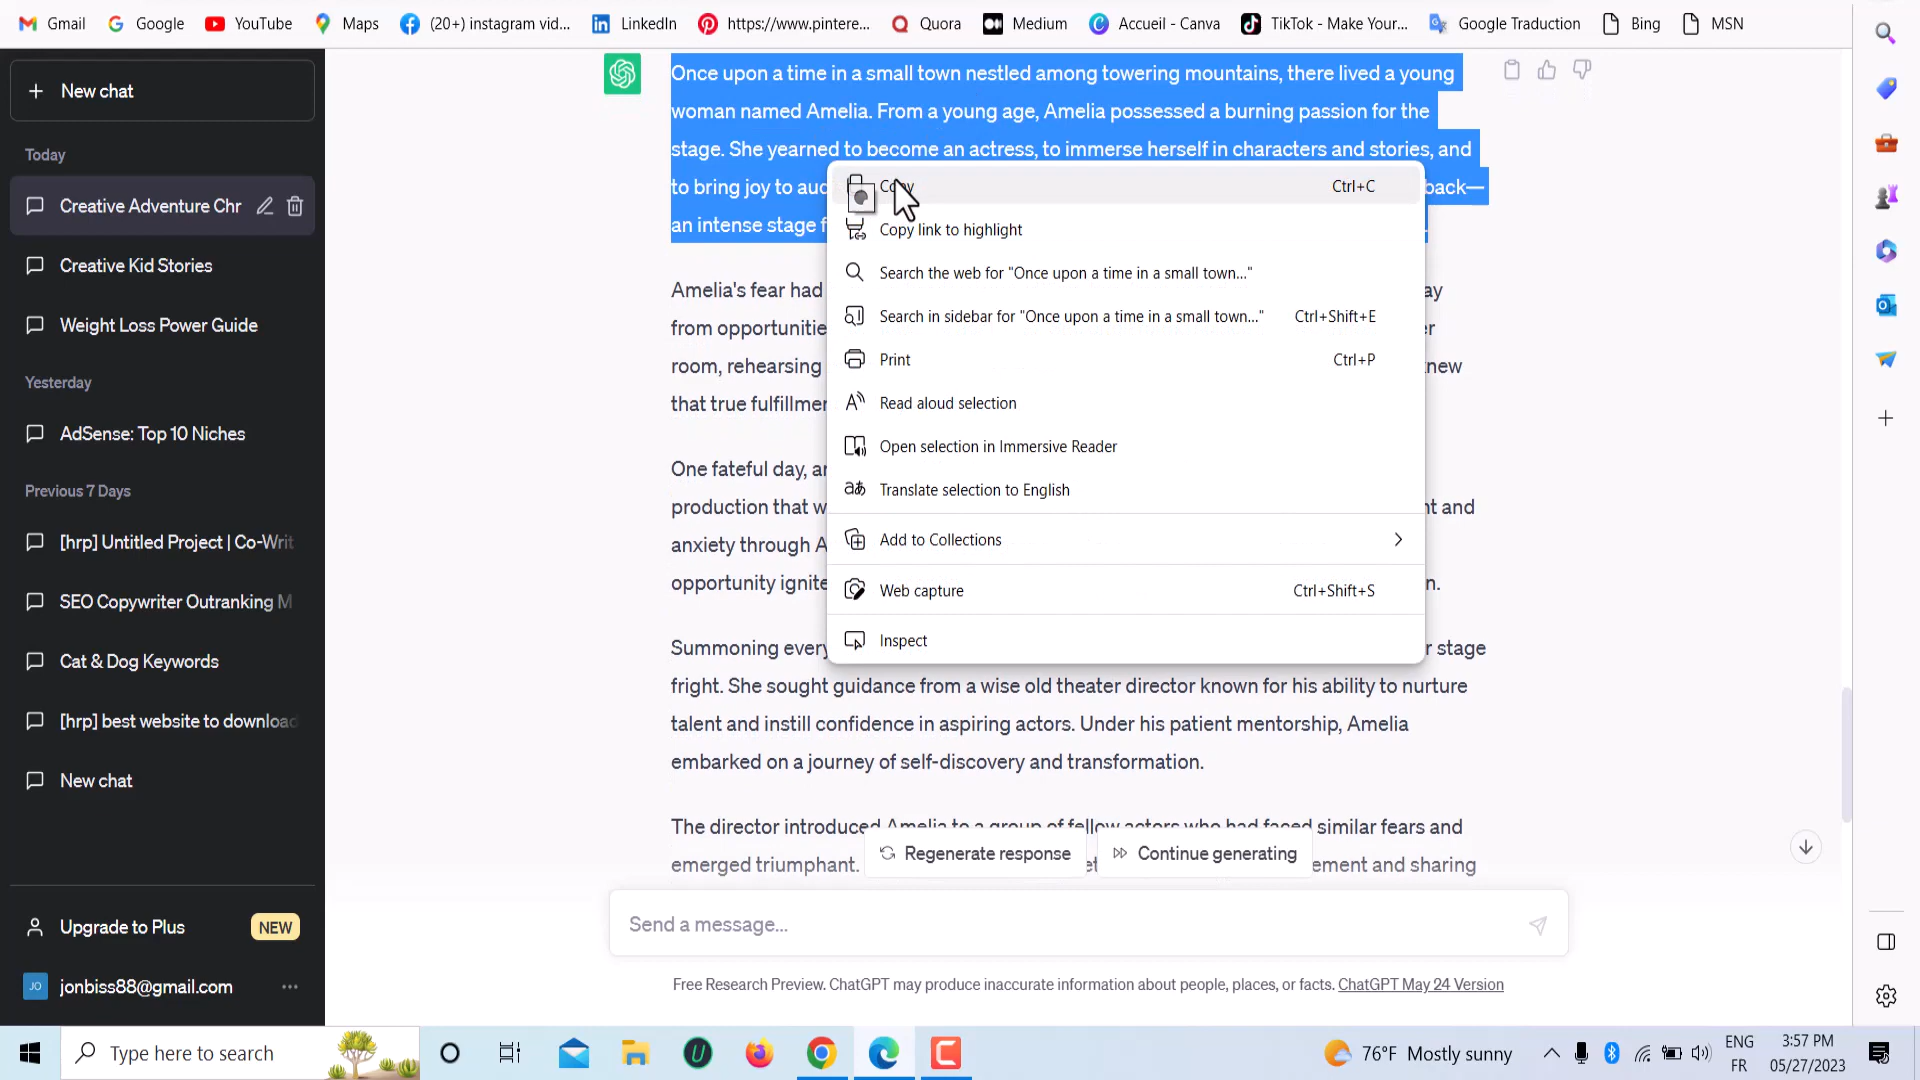 Gmail
Google
YouTube
Maps
(20+) instagram vid...
LinkedIn
https://www.pintere...
Quora
Medium
Accueil - Canva
TikTok - Make Your...
Google Traduction
Bing
MSN
New chat
Today
Creative Adventure Chr
Creative Kid Stories
Weight Loss Power Guide
Yesterday
AdSense: Top 10 Niches
Previous 7 Days
[hrp] Untitled Project | Co-Writ
SEO Copywriter Outranking M
Cat & Dog Keywords
[hrp] best website to download
New chat
Upgrade to Plus NEW
JO jonbiss88@gmail.com
Once upon a time in a small town nestled among towering mountains, there lived a young
woman named Amelia. From a young age, Amelia possessed a burning passion for the
stage. She yearned to become an actress, to immerse herself in characters and stories, and
to bring joy to aud back—
an intense stage f
Amelia's fear had ay
from opportunitie er
room, rehearsing knew
that true fulfillmer
One fateful day, ar
production that w nt and
anxiety through A
opportunity ignite n.
Summoning every r stage
fright. She sought guidance from a wise old theater director known for his ability to nurture
talent and instill confidence in aspiring actors. Under his patient mentorship, Amelia
embarked on a journey of self-discovery and transformation.
The director introduced Amelia to a group of fellow actors who had faced similar fears and
emerged triumphant. ement and sharing
Copy Ctrl+C
Copy link to highlight
Search the web for "Once upon a time in a small town..."
Search in sidebar for "Once upon a time in a small town..." Ctrl+Shift+E
Print Ctrl+P
Read aloud selection
Open selection in Immersive Reader
Translate selection to English
Add to Collections
Web capture Ctrl+Shift+S
Inspect
Regenerate response
Continue generating
Send a message...
Free Research Preview. ChatGPT may produce inaccurate information about people, places, or facts. ChatGPT May 24 Version
Type here to search
76°F Mostly sunny
ENG
FR
3:57 PM
05/27/2023